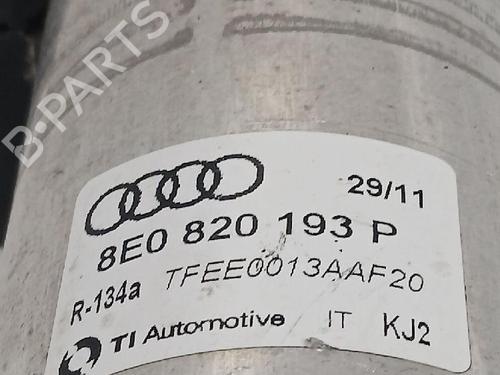 B-PARTS
29/11
8E0 820 193 P
R-134a TFEE0013AAF20
TI Automotive IT KJ2